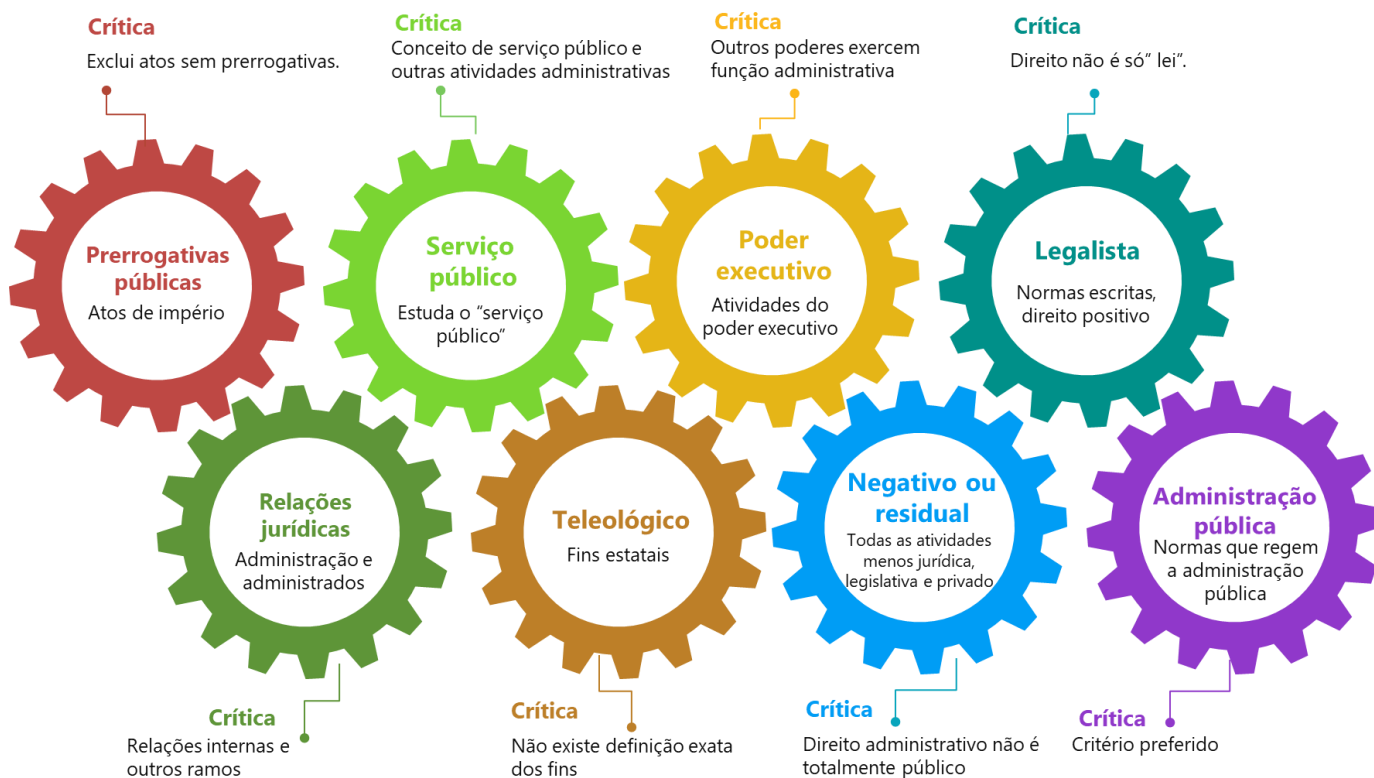 Crítica
Exclui atos sem prerrogativas.
Prerrogativas
públicas
Atos de império
Crítica
Conceito de serviço público e
outras atividades administrativas
Serviço
público
Estuda o “serviço
público”
Crítica
Outros poderes exercem
função administrativa
Poder
executivo
Atividades do
poder executivo
Crítica
Direito não é só” lei”.
Legalista
Normas escritas,
direito positivo
Relações
jurídicas
Administração e
administrados
Crítica
Relações internas e
outros ramos
Teleológico
Fins estatais
Crítica
Não existe definição exata
dos fins
Negativo ou
residual
Todas as atividades
menos jurídica,
legislativa e privado
Crítica
Direito administrativo não é
totalmente público
Administração
pública
Normas que regem
a administração
pública
Crítica
Critério preferido